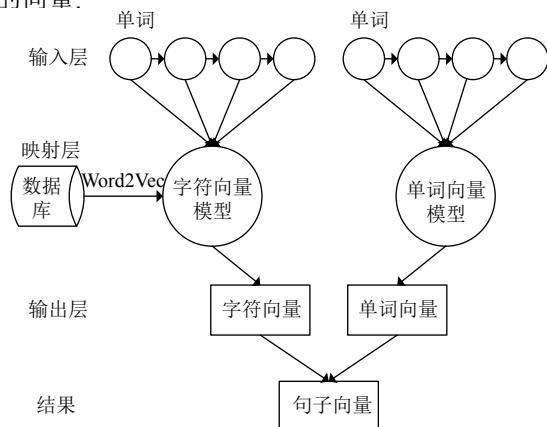 的向量.
单词 单词
输入层
映射层
数据
库
Word2Vec
字符向量
模型
单词向量
模型
输出层
字符向量
单词向量
结果
句子向量